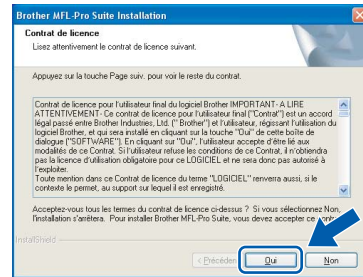 Brother MFL-Pro Suite Installation
Contrat de licence
Lisez attentivement le contrat de licence suivant.
Appuyez sur la touche Page suiv. pour voir le reste du contrat.
Contrat de licence pour l'utilisateur final du logiciel Brother IMPORTANT- A LIRE
ATTENTIVEMENT- Ce contrat de licence pour l'utilisateur final ("Contrat") est un accord
légal passé entre Brother Industries, Ltd. (" Brother") et l'utilisateur, régissant l'utilisation du
logiciel Brother, et qui sera installé en cliquant sur la touche "Oui" de cette boîte de
dialogue ("SOFTWARE"). En cliquant sur "Oui", l'utilisateur accepte d'être lié aux
modalités de ce Contrat. Si l'utilisateur refuse les conditions de ce Contrat, il n'obtiendra
pas la licence d'utilisation obligatoire pour ce LOGICIEL et ne sera donc pas autorisé à
l'exploiter.
Toute mention dans ce Contrat de licence du terme "LOGICIEL" renverra aussi, si le
contexte le permet, au support sur lequel il est enregistré.
Acceptez-vous tous les termes du contrat de licence ci-dessus ? Si vous sélectionnez Non,
l'installation s'arrêtera. Pour installer Brother MFL-Pro Suite, vous devez accepter ce
InstallShield
< Précéden
Oui
Non